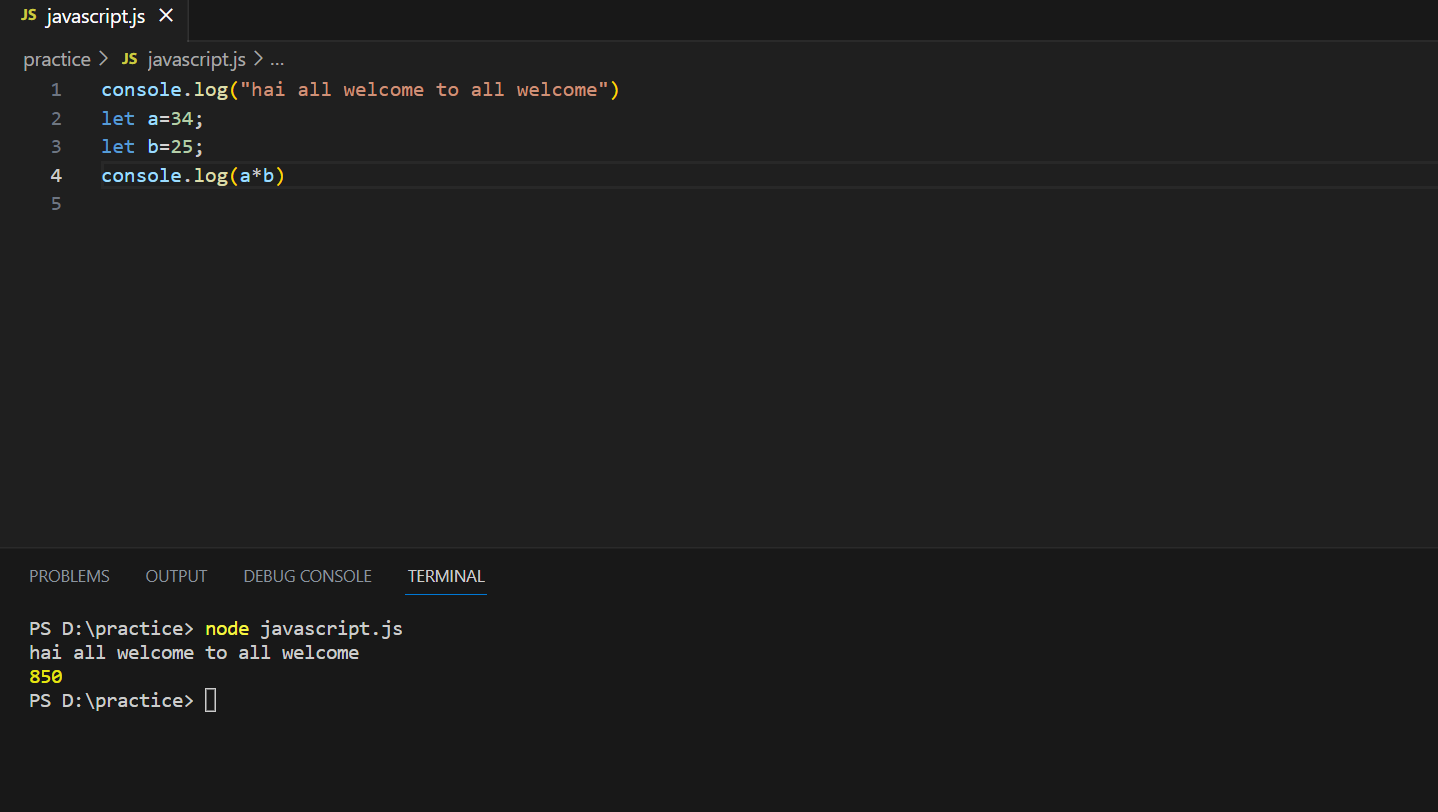 JS javascript.js ×
practice > JS javascript.js > ...
1 console.log("hai all welcome to all welcome")
2 let a=34;
3 let b=25;
4 console.log(a*b)
5
PROBLEMS OUTPUT DEBUG CONSOLE TERMINAL
PS D:\practice> node javascript.js
hai all welcome to all welcome
850
PS D:\practice>